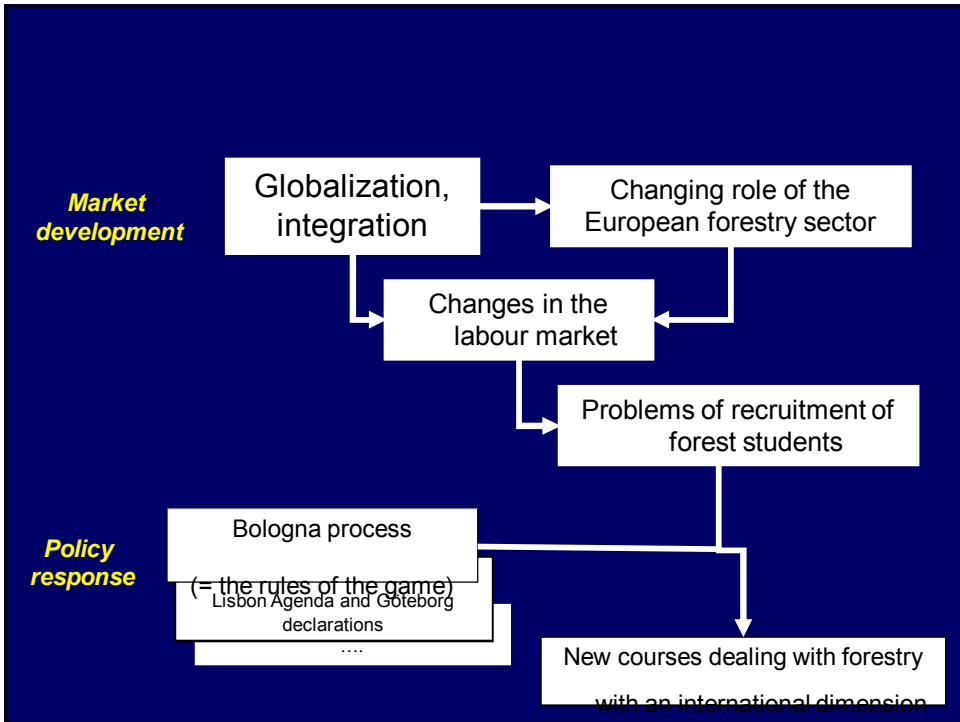 Globalization,
integration
Changing role of the
European forestry sector
Market
development
Changes in the
labour market
Problems of recruitment of
forest students
Policy
response
Bologna process
(= the rules of the game)
Lisbon Agenda and Göteborg
declarations
....
New courses dealing with forestry
with an international dimension